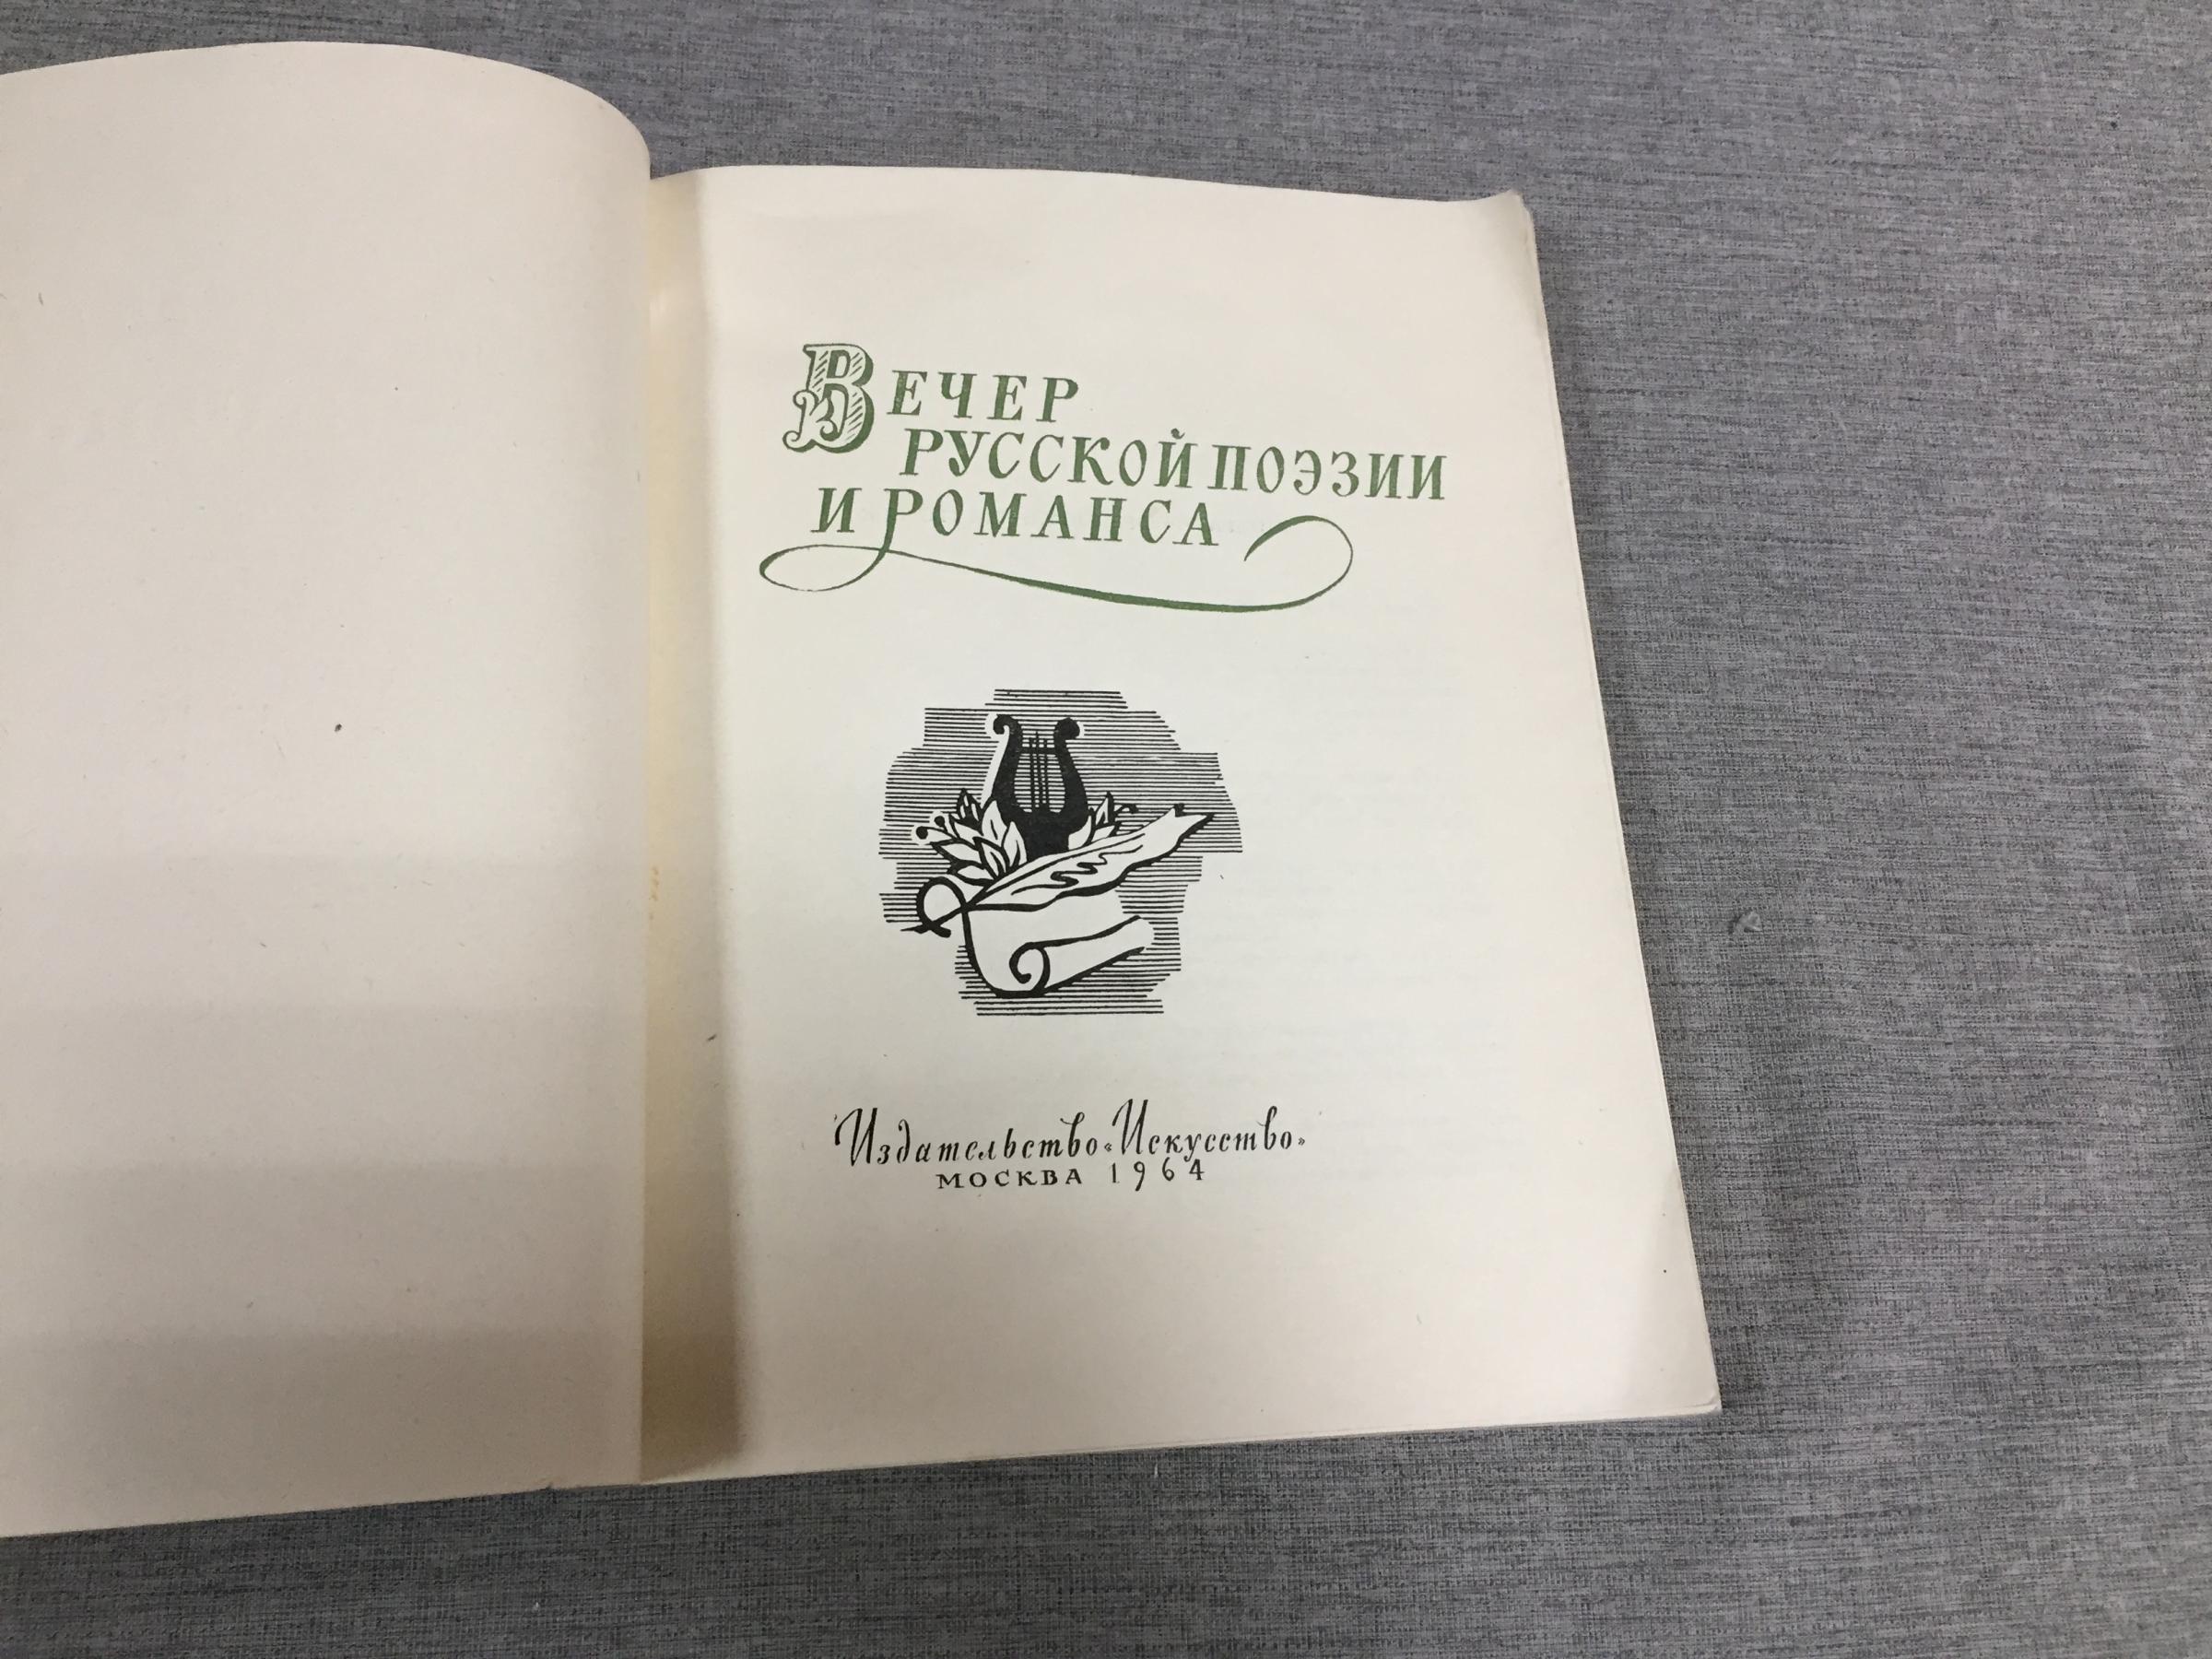 ВЕЧЕР
РУССКОЙ ПОЭЗИИ
И РОМАНСА
Издательство «Искусство»
МОСКВА 1964